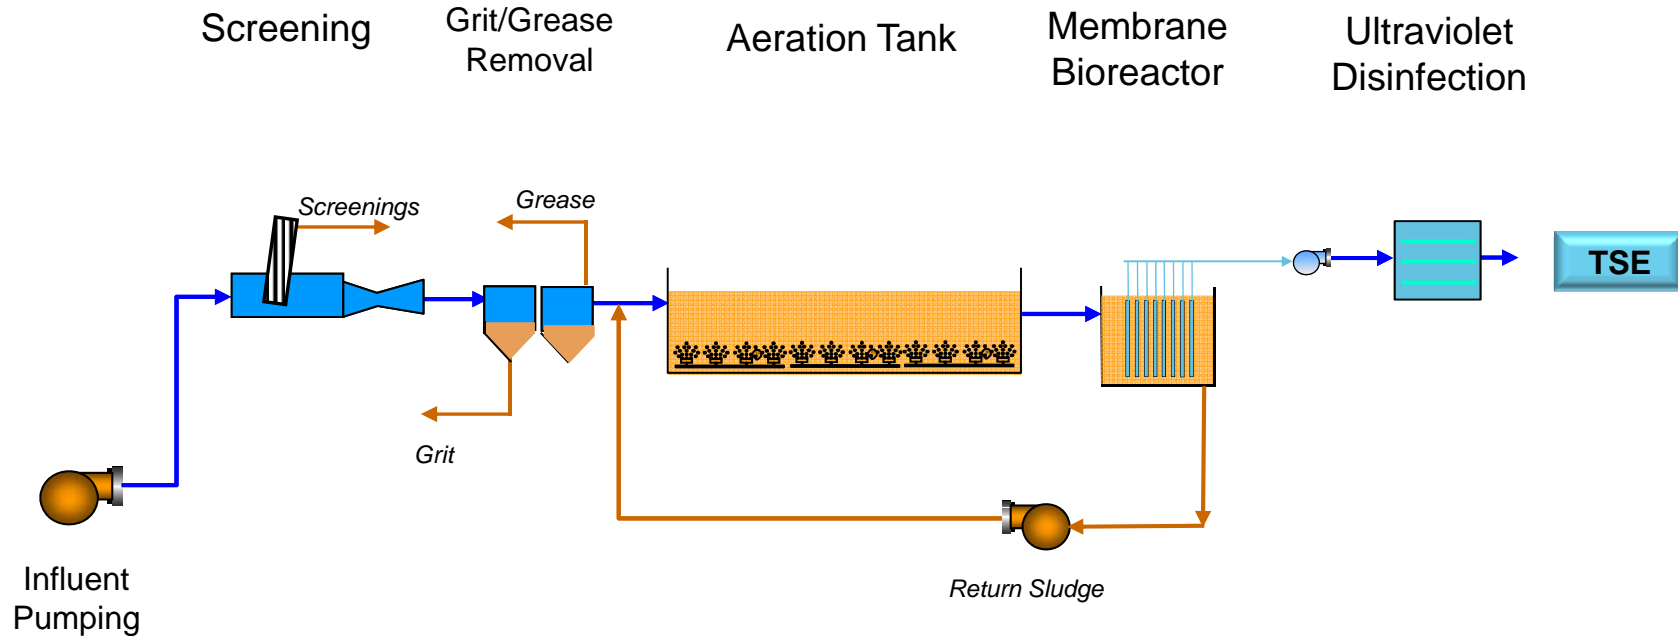 Screening
Grit/Grease
Removal
Aeration Tank
Membrane
Bioreactor
Ultraviolet
Disinfection
Screenings
Grease
TSE
Grit
Influent
Pumping
Return Sludge